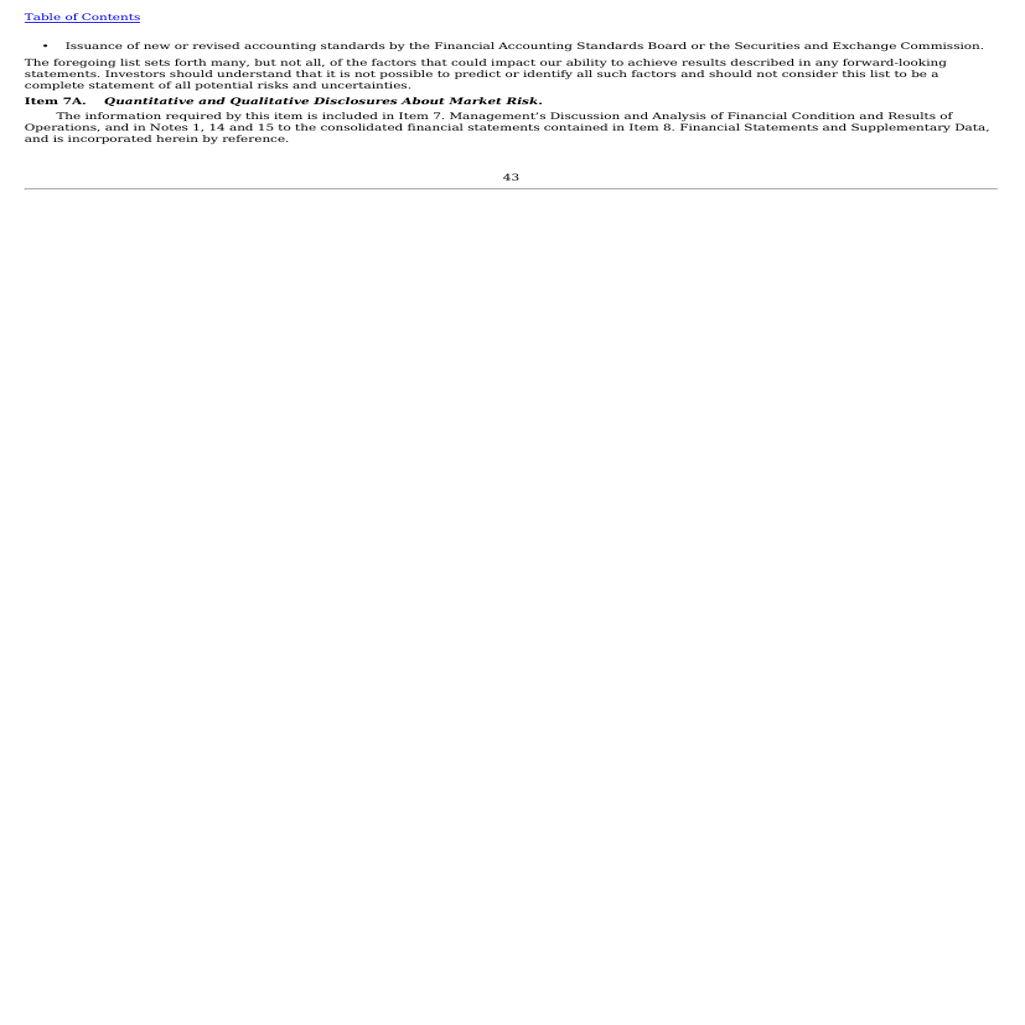 Table of Contents
• Issuance of new or revised accounting standards by the Financial Accounting Standards Board or the Securities and Exchange Commission.
The foregoing list sets forth many, but not all, of the factors that could impact our ability to achieve results described in any forward-looking
statements. Investors should understand that it is not possible to predict or identify all such factors and should not consider this list to be a
complete statement of all potential risks and uncertainties.
Item 7A. Quantitative and Qualitative Disclosures About Market Risk.
The information required by this item is included in Item 7. Management’s Discussion and Analysis of Financial Condition and Results of
Operations, and in Notes 1, 14 and 15 to the consolidated financial statements contained in Item 8. Financial Statements and Supplementary Data,
and is incorporated herein by reference.
43